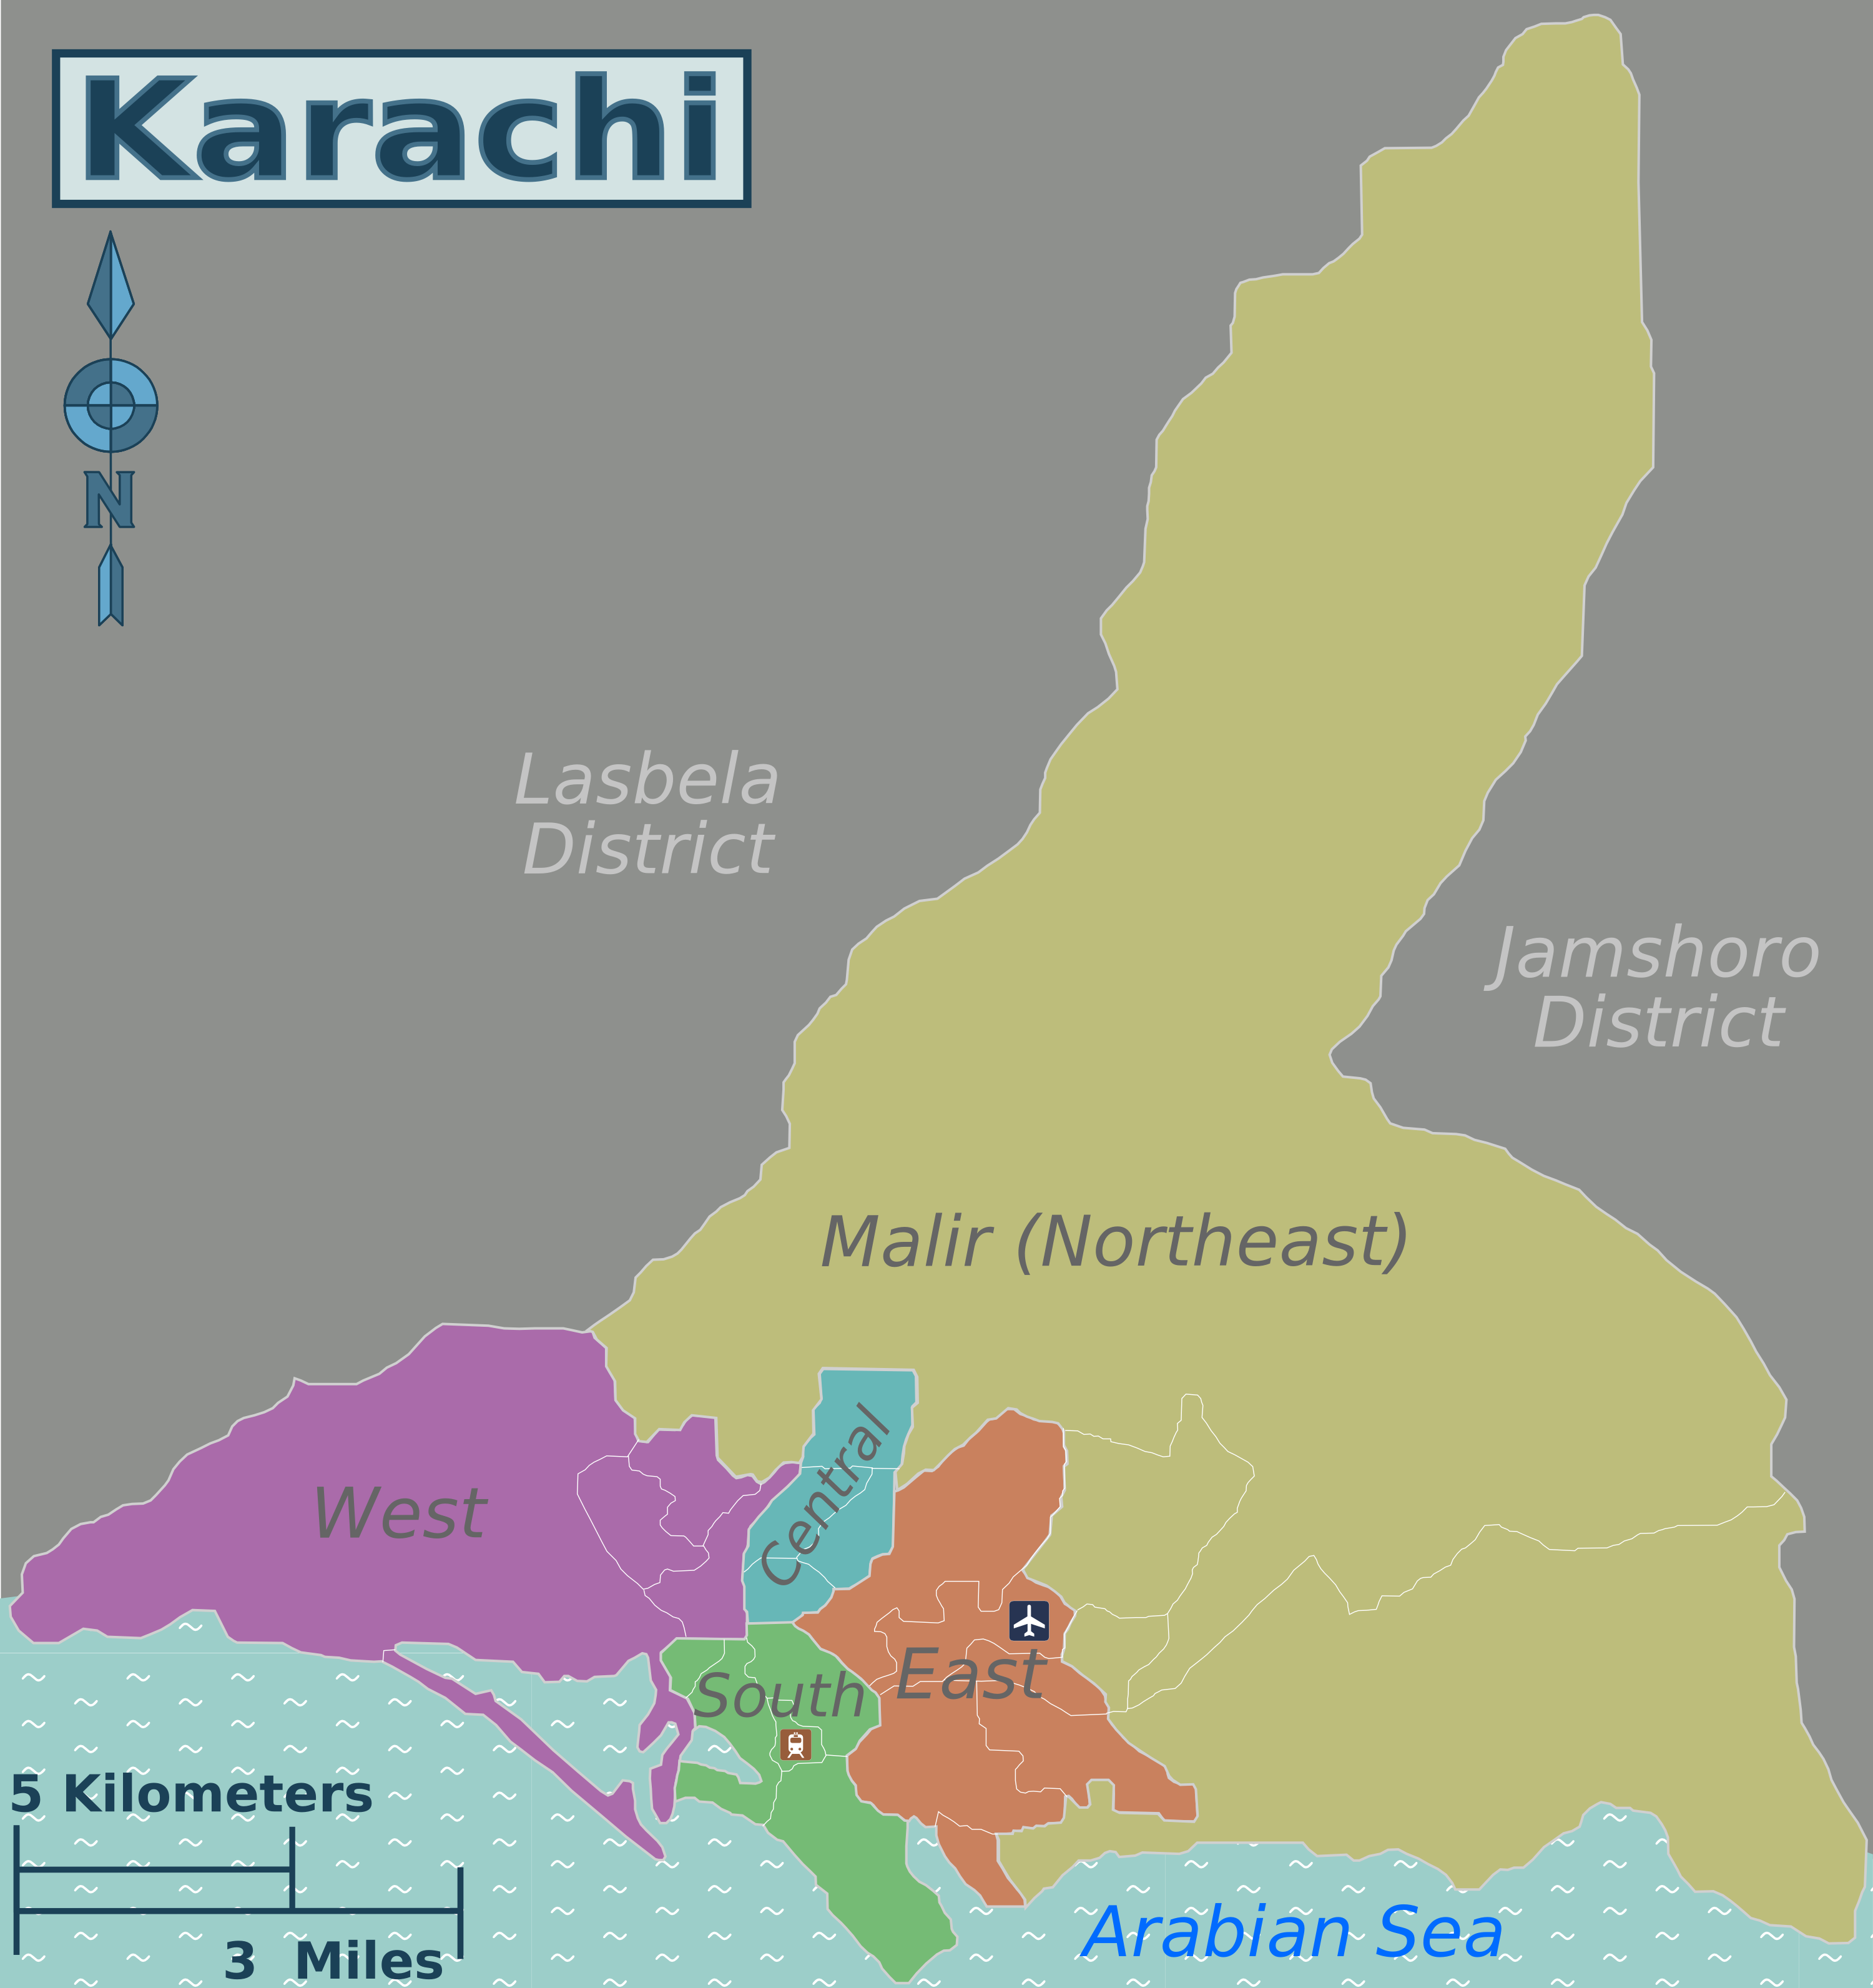 Karachi
N
Lasbela
District
Jamshoro
District
Malir (Northeast)
West
Central
South
East
5 Kilometers
3 Miles
Arabian Sea